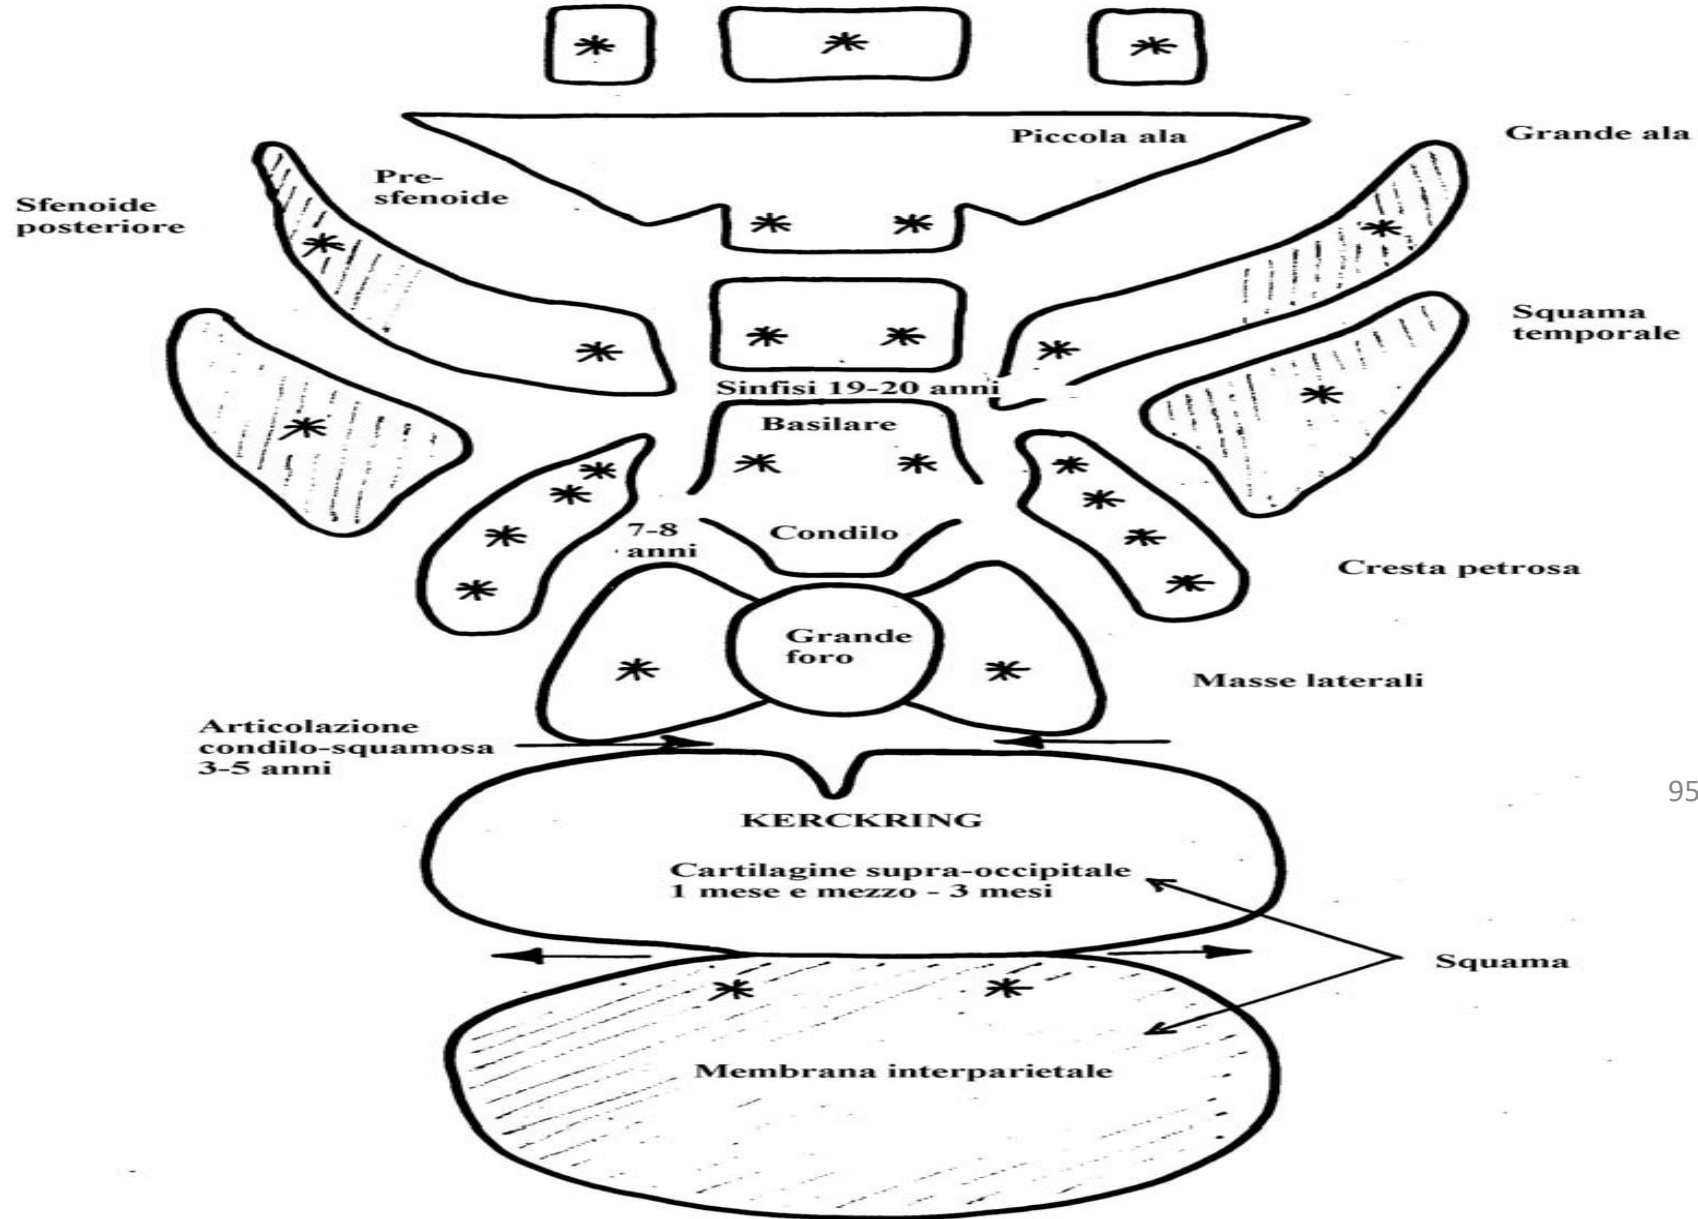 Piccola ala
Grande ala
Pre-
sfenoide
Sfenoide
posteriore
Squama
temporale
Sinfisi 19-20 anni
Basilare
7-8
anni
Condilo
Cresta petrosa
Grande
foro
Masse laterali
Articolazione
condilo-squamosa
3-5 anni
95
KERCKRING
Cartilagine supra-occipitale
1 mese e mezzo - 3 mesi
Squama
Membrana interparietale